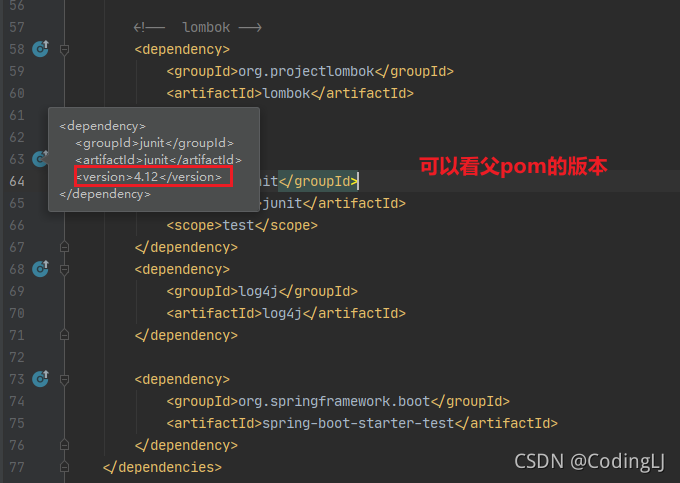 56
57 <!-- lombok -->
58 <dependency>
59 <groupId>org.projectlombok</groupId>
60 <artifactId>lombok</artifactId>
61
<dependency>
<groupId>junit</groupId>
<artifactId>junit</artifactId>
<version>4.12</version>
</dependency>
62
63
64 nit</groupId>
可以看父pom的版本
65 junit</artifactId>
66 <scope>test</scope>
67 </dependency>
68 <dependency>
69 <groupId>log4j</groupId>
70 <artifactId>log4j</artifactId>
71 </dependency>
72
73 <dependency>
74 <groupId>org.springframework.boot</groupId>
75 <artifactId>spring-boot-starter-test</artifactId>
76 </dependency>
77 </dependencies>
CSDN @CodingLJ